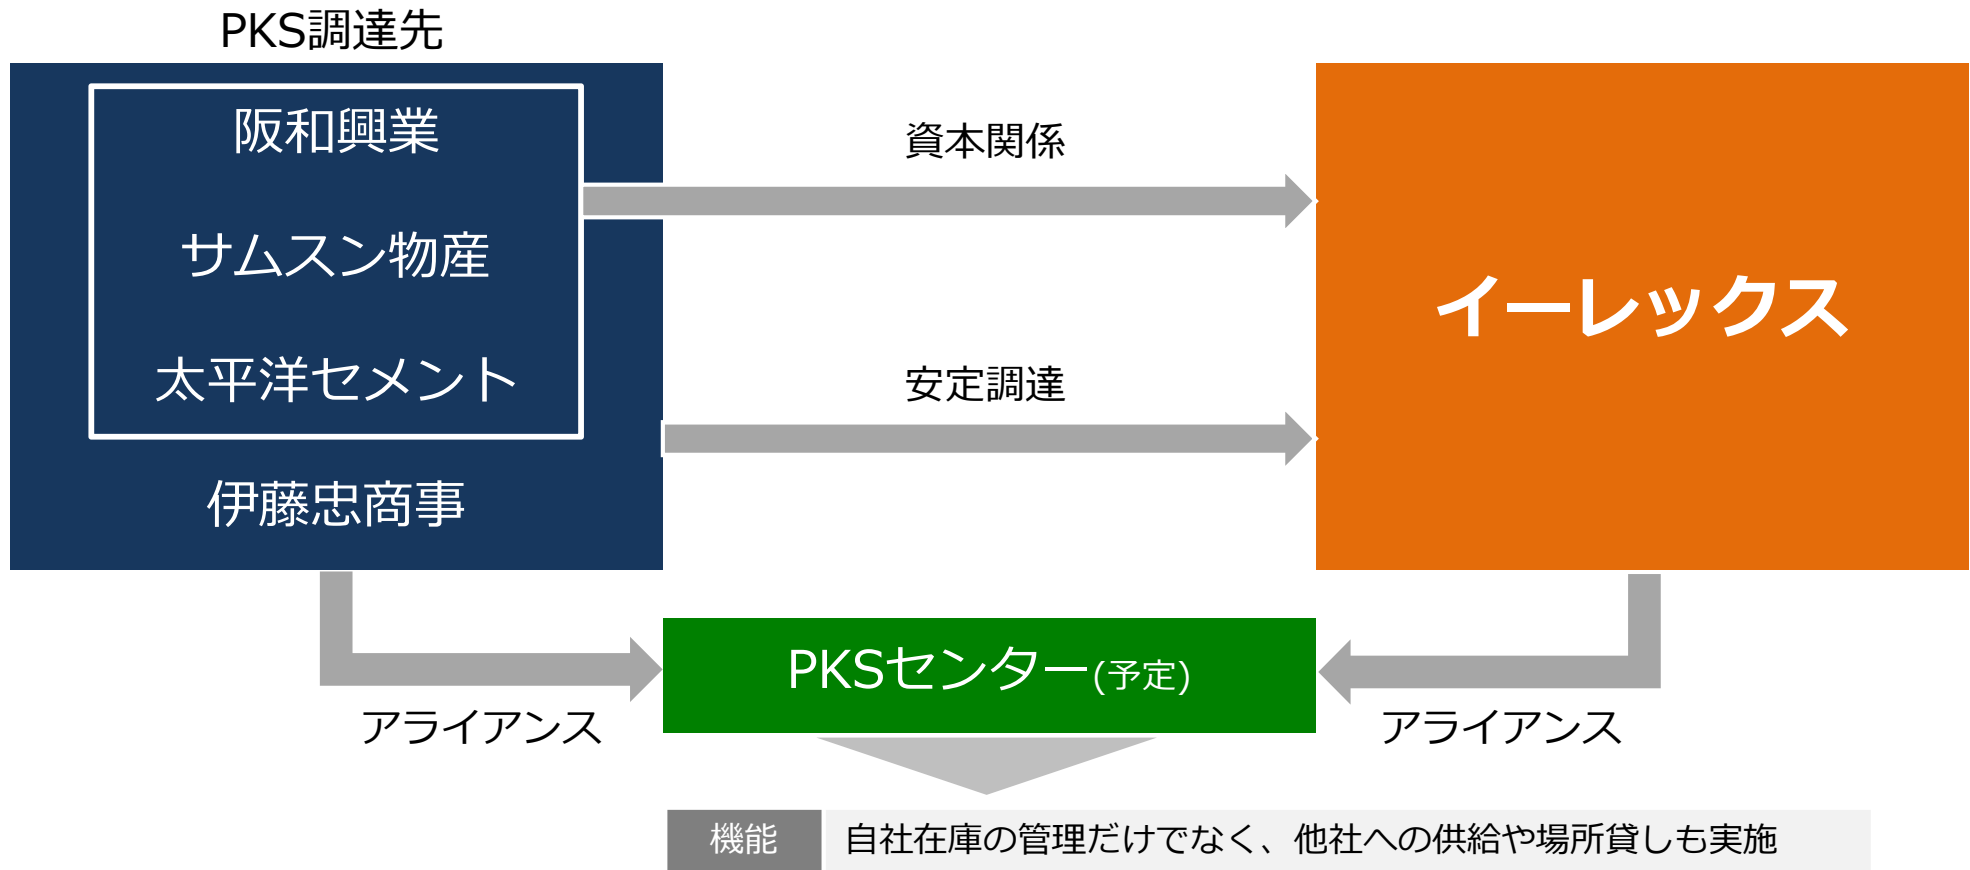 PKS調達先
阪和興業
サムスン物産
太平洋セメント
伊藤忠商事
資本関係
安定調達
イーレックス
PKSセンター(予定)
アライアンス
アライアンス
機能
自社在庫の管理だけでなく、他社への供給や場所貸しも実施